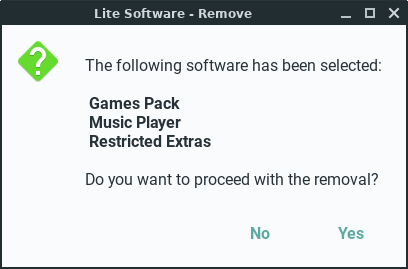 Lite Software - Remove
The following software has been selected:
Games Pack
Music Player
Restricted Extras
Do you want to proceed with the removal?
No Yes